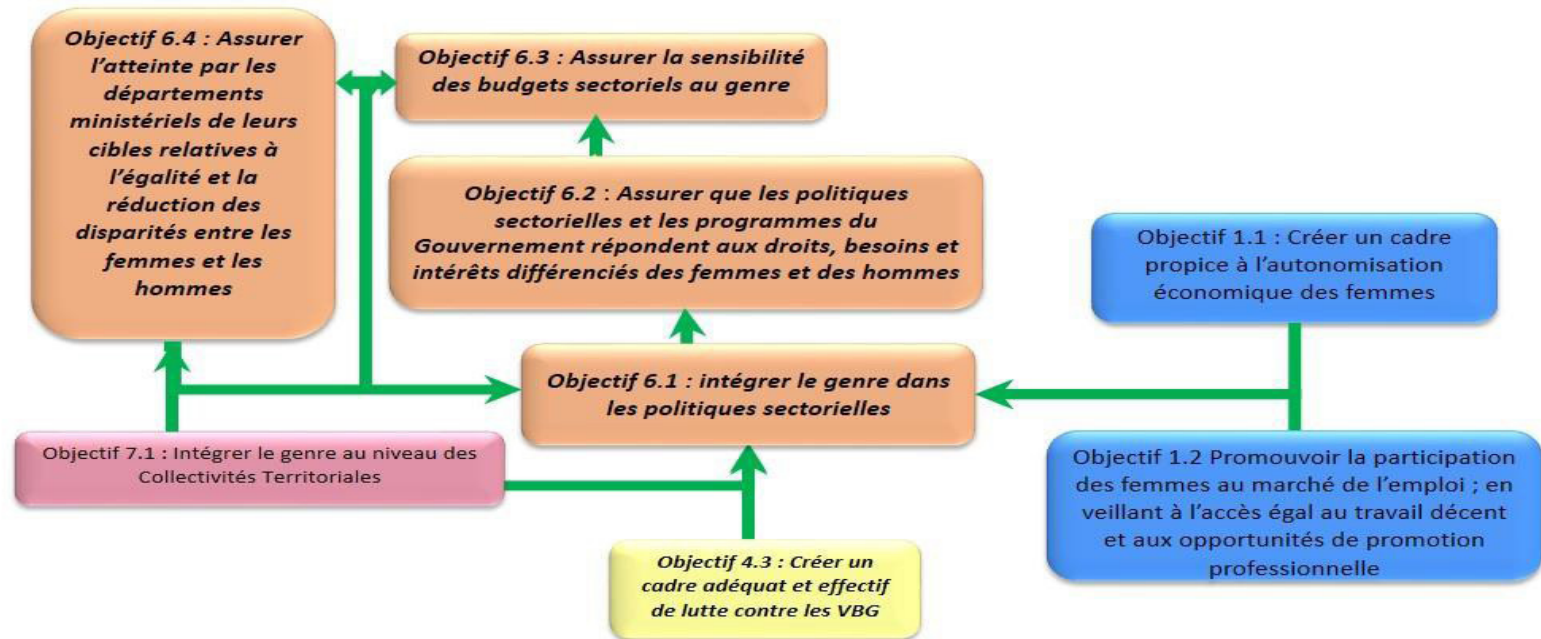 Objectif 6.4 : Assurer
l’atteinte par les
départements
ministériels de leurs
cibles relatives à
l’égalité et la
réduction des
disparités entre les
femmes et les
hommes
Objectif 6.3 : Assurer la sensibilité
des budgets sectoriels au genre
Objectif 6.2 : Assurer que les politiques
sectorielles et les programmes du
Gouvernement répondent aux droits, besoins et
intérêts différenciés des femmes et des hommes
Objectif 1.1 : Créer un cadre
propice à l’autonomisation
économique des femmes
Objectif 6.1 : intégrer le genre dans
les politiques sectorielles
Objectif 7.1 : Intégrer le genre au niveau des
Collectivités Territoriales
Objectif 1.2 Promouvoir la participation
des femmes au marché de l’emploi ; en
veillant à l’accès égal au travail décent
et aux opportunités de promotion
professionnelle
Objectif 4.3 : Créer un
cadre adéquat et effectif
de lutte contre les VBG